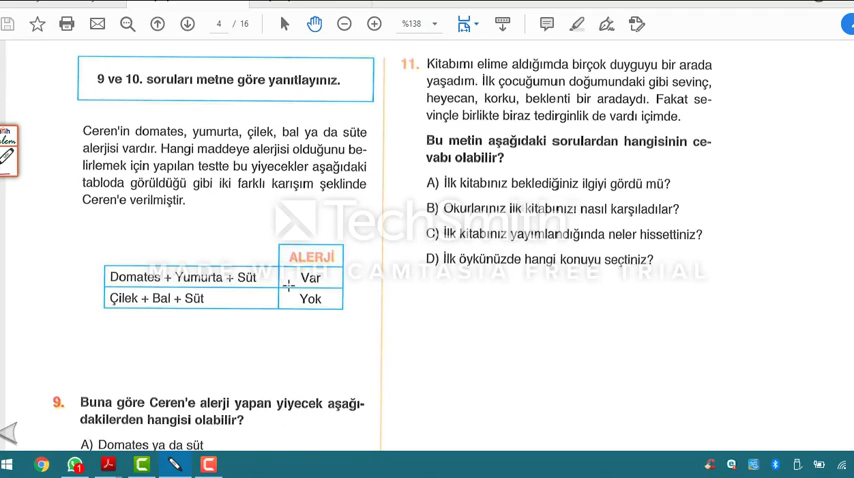 4 / 16
%138
9 ve 10. soruları metne göre yanıtlayınız.
Ceren'in domates, yumurta, çilek, bal ya da süte
alerjisi vardır. Hangi maddeye alerjisi olduğunu be-
lirlemek için yapılan testte bu yiyecekler aşağıdaki
tabloda görüldüğü gibi iki farklı karışım şeklinde
Ceren'e verilmiştir.
ALERJİ
Domates + Yumurta + Süt Var
Çilek + Bal + Süt Yok
9. Buna göre Ceren'e alerji yapan yiyecek aşağı-
dakilerden hangisi olabilir?
A) Domates ya da süt
11. Kitabımı elime aldığımda birçok duyguyu bir arada
yaşadım. İlk çocuğumun doğumundaki gibi sevinç,
heyecan, korku, beklenti bir aradaydı. Fakat se-
vinçle birlikte biraz tedirginlik de vardı içimde.
Bu metin aşağıdaki sorulardan hangisinin ce-
vabı olabilir?
A) İlk kitabınız beklediğiniz ilgiyi gördü mü?
B) Okurlarınız ilk kitabınızı nasıl karşıladılar?
C) İlk kitabınız yayımlandığında neler hissettiniz?
D) İlk öykünüzde hangi konuyu seçtiniz?
TechSmith
MADE WITH CAMTASIA FREE TRIAL